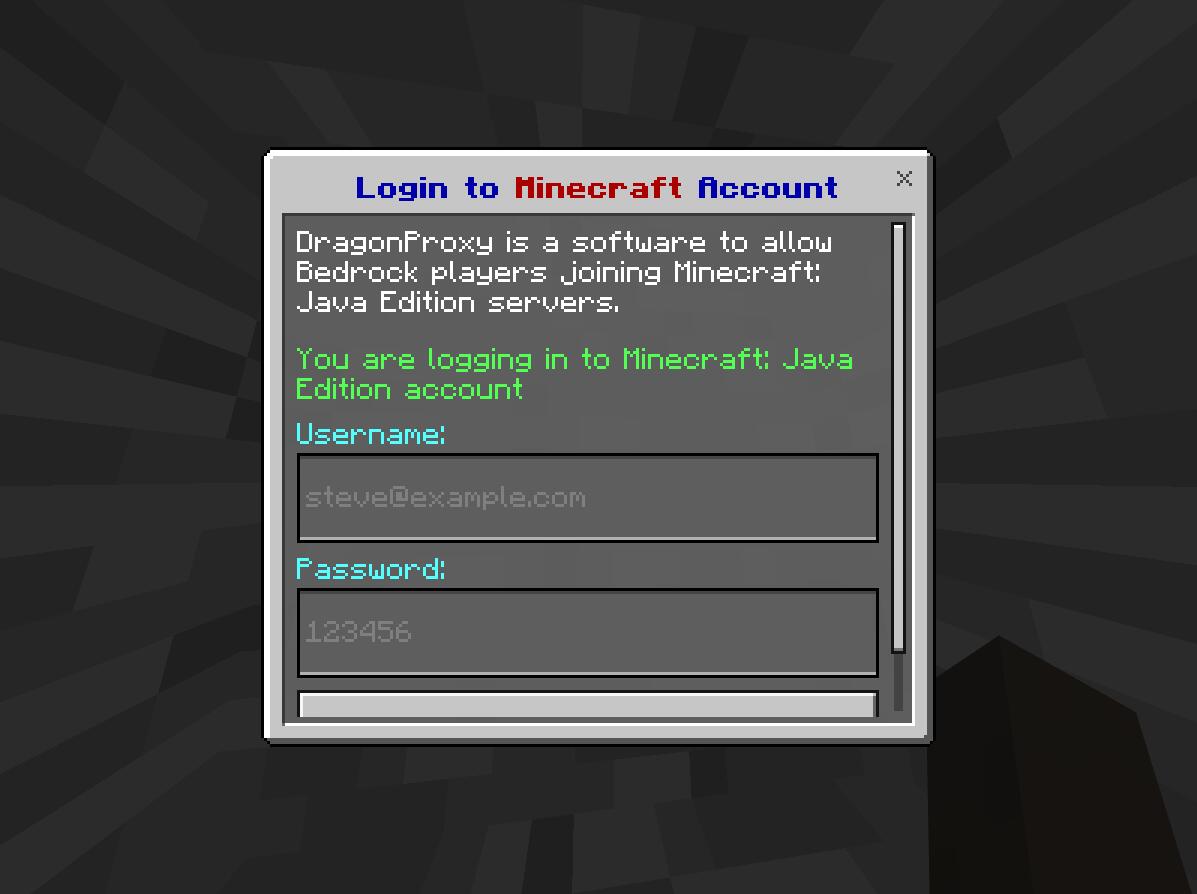 Login to Minecraft Account
DragonProxy is a software to allow
Bedrock players joining Minecraft:
Java Edition servers.
You are logging in to Minecraft: Java
Edition account
Username:
steve@example.com
Password:
123456